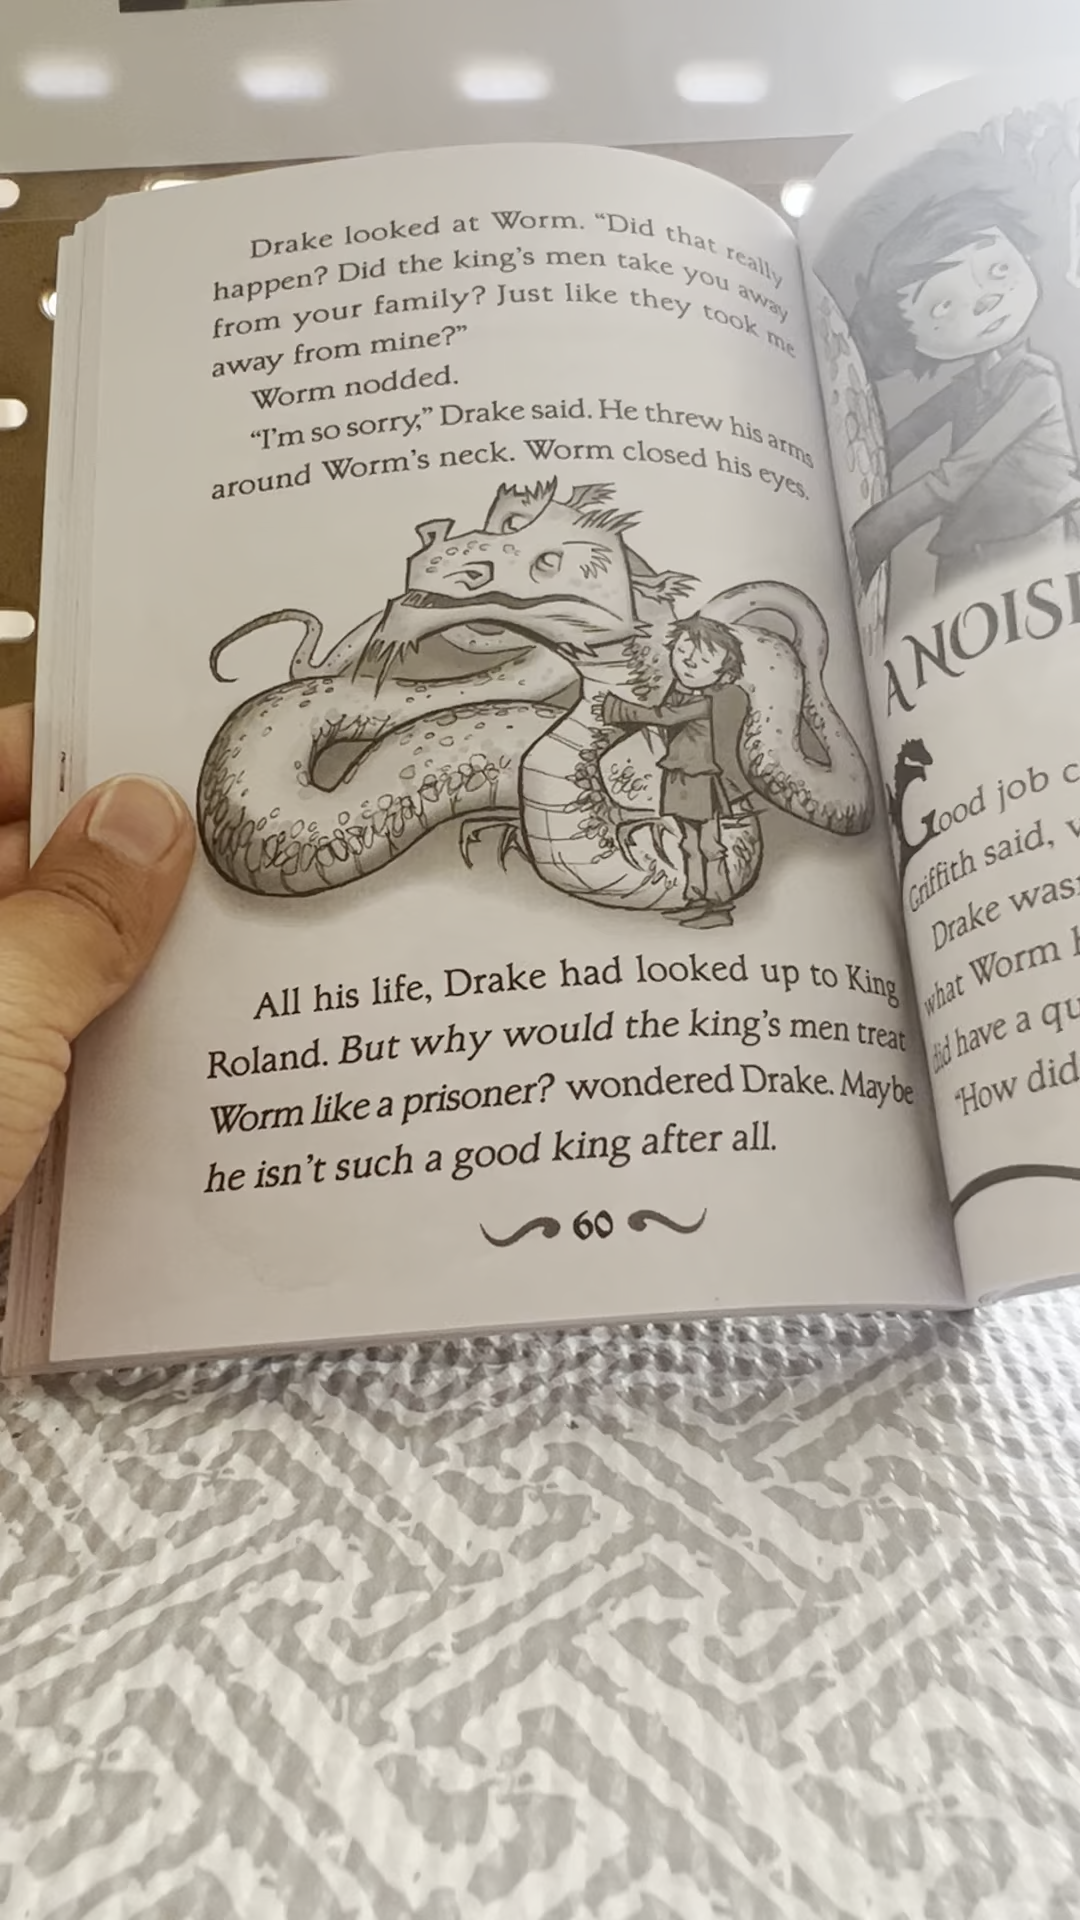 Drake looked at Worm. “Did that really
happen? Did the king’s men take you away
from your family? Just like they took me
away from mine?”
Worm nodded.
“I’m so sorry,” Drake said. He threw his arms
around Worm’s neck. Worm closed his eyes.
All his life, Drake had looked up to King
Roland. But why would the king’s men treat
Worm like a prisoner? wondered Drake. Maybe
he isn’t such a good king after all.
60
A NOIS
Good job
Griffith said,
Drake was
what Worm
did have a qu
“How did